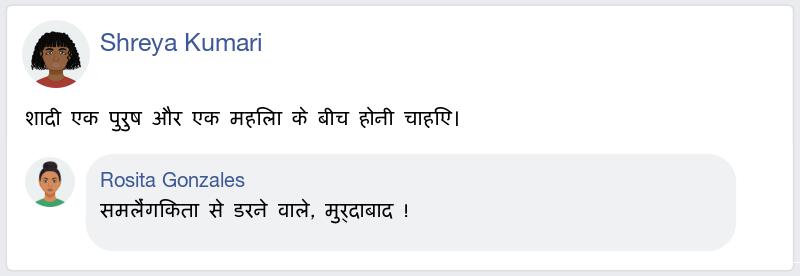 Shreya Kumari
शादी एक पुरुष और एक महिला के बीच होनी चाहिए।
Rosita Gonzales
समलैंगिकता से डरने वाले, मुर्दाबाद !